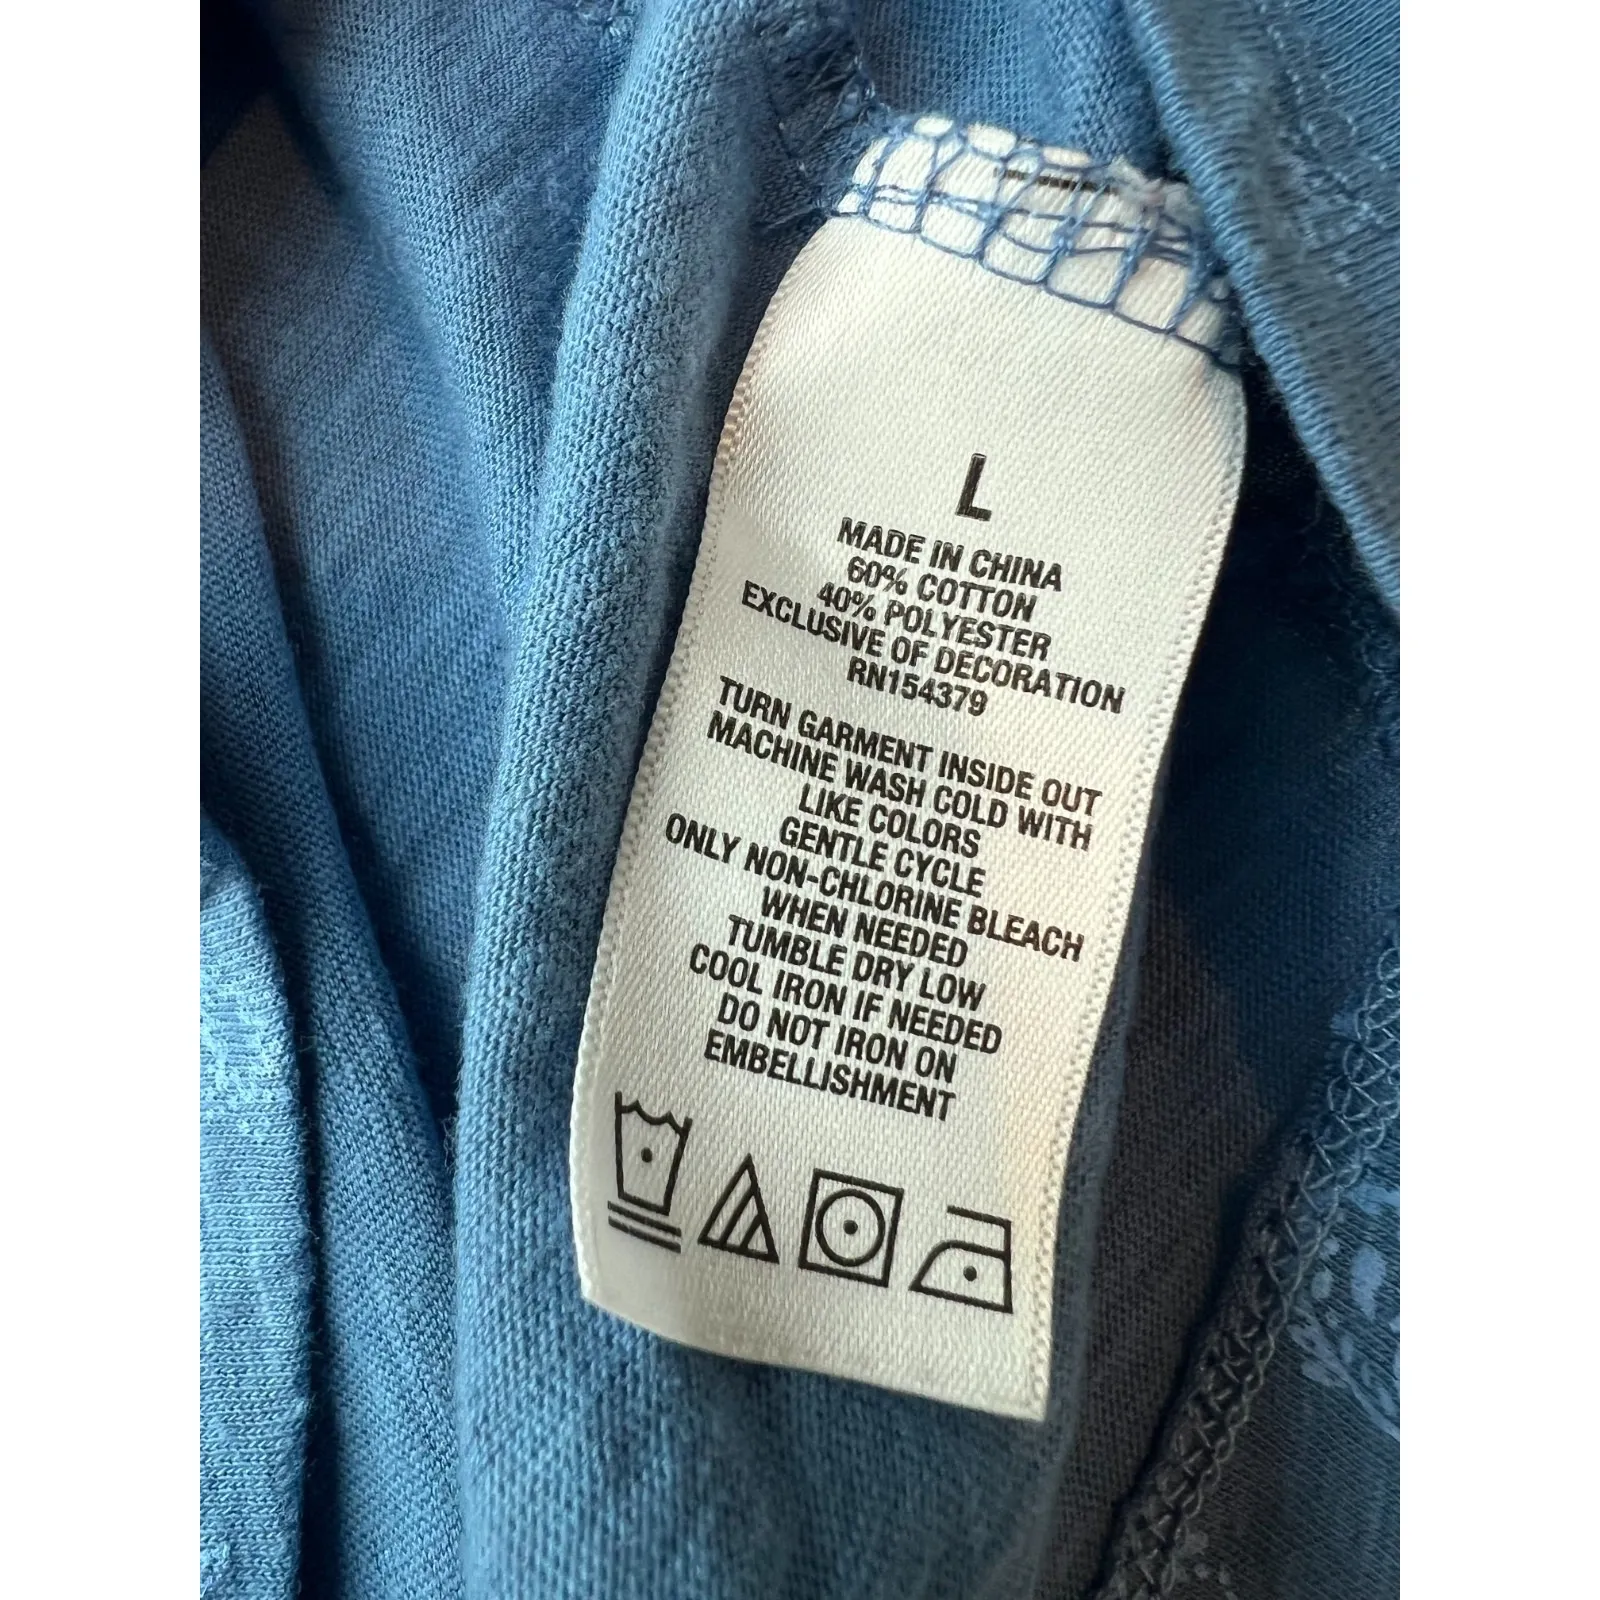 L
MADE IN CHINA
60% COTTON
40% POLYESTER
EXCLUSIVE OF DECORATION
RN154379
TURN GARMENT INSIDE OUT
MACHINE WASH COLD WITH
LIKE COLORS
GENTLE CYCLE
ONLY NON-CHLORINE BLEACH
WHEN NEEDED
TUMBLE DRY LOW
COOL IRON IF NEEDED
DO NOT IRON ON
EMBELLISHMENT